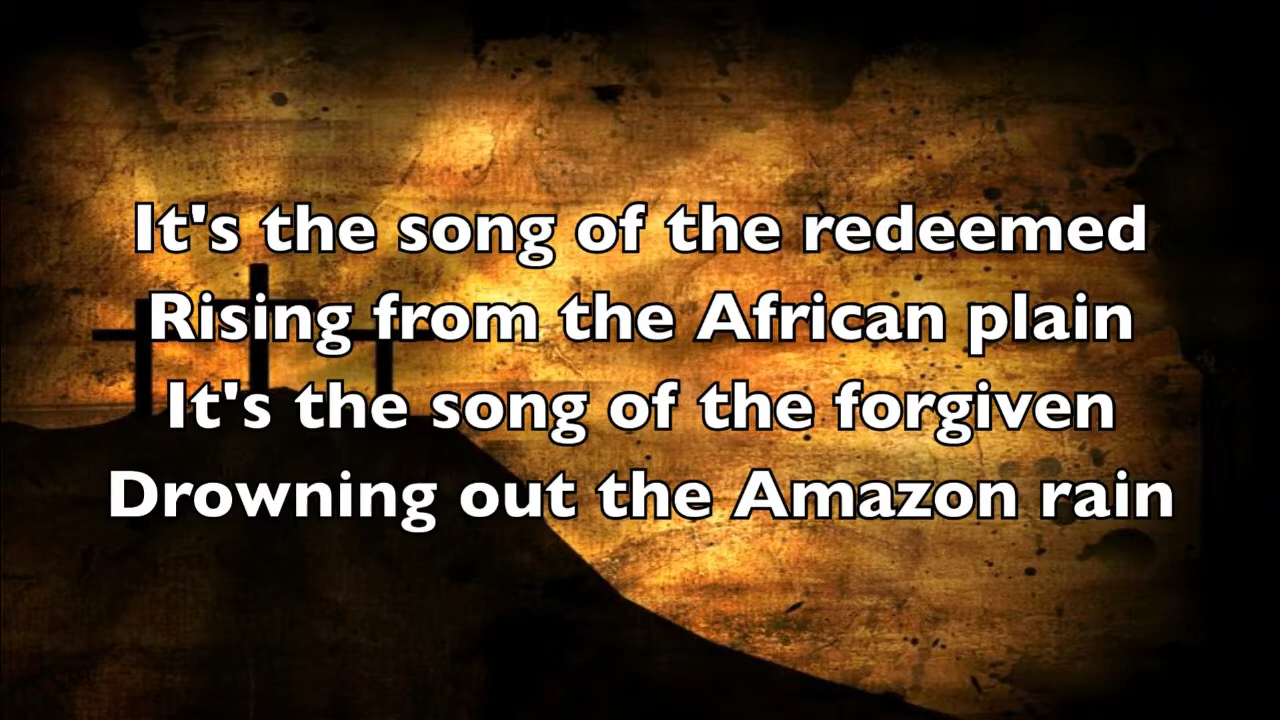 It's the song of the redeemed
Rising from the African plain
It's the song of the forgiven
Drowning out the Amazon rain